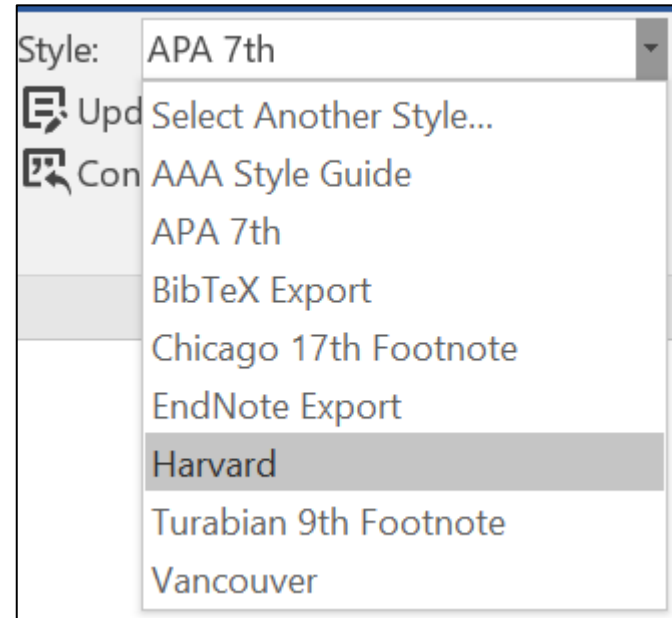 Style: APA 7th
Upd
Select Another Style...
Con
AAA Style Guide
APA 7th
BibTeX Export
Chicago 17th Footnote
EndNote Export
Harvard
Turabian 9th Footnote
Vancouver